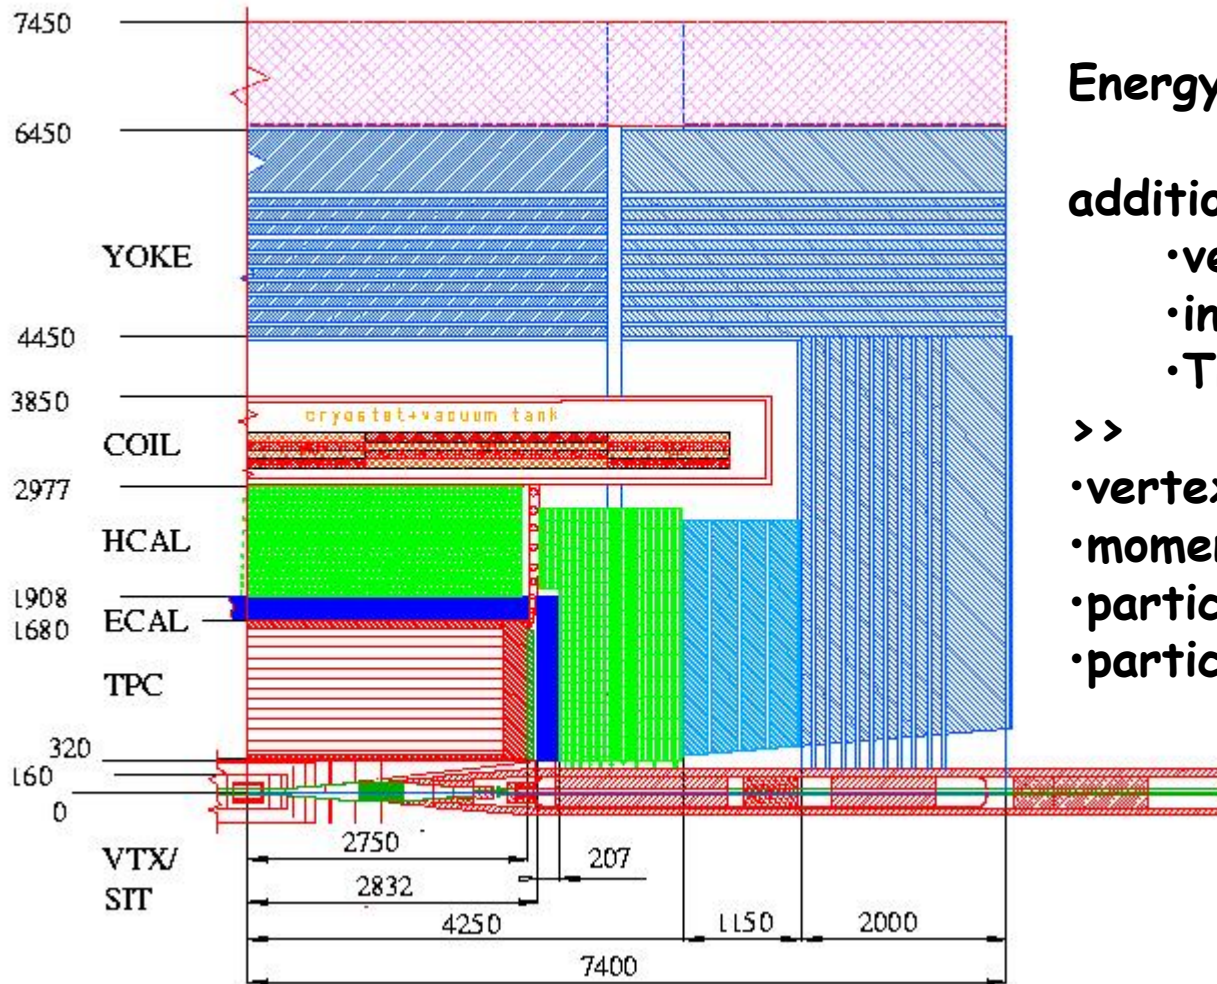 7450
6450
YOKE
4450
3850
cryostat+vacuum tank
COIL
2977
HCAL
1908
ECAL
1680
TPC
320
160
0
VTX/
SIT
2750
207
2832
4250
1150
2000
7400
Energy
additio
•ve
•in
•T
>>
•vertex
•momen
•partic
•partic